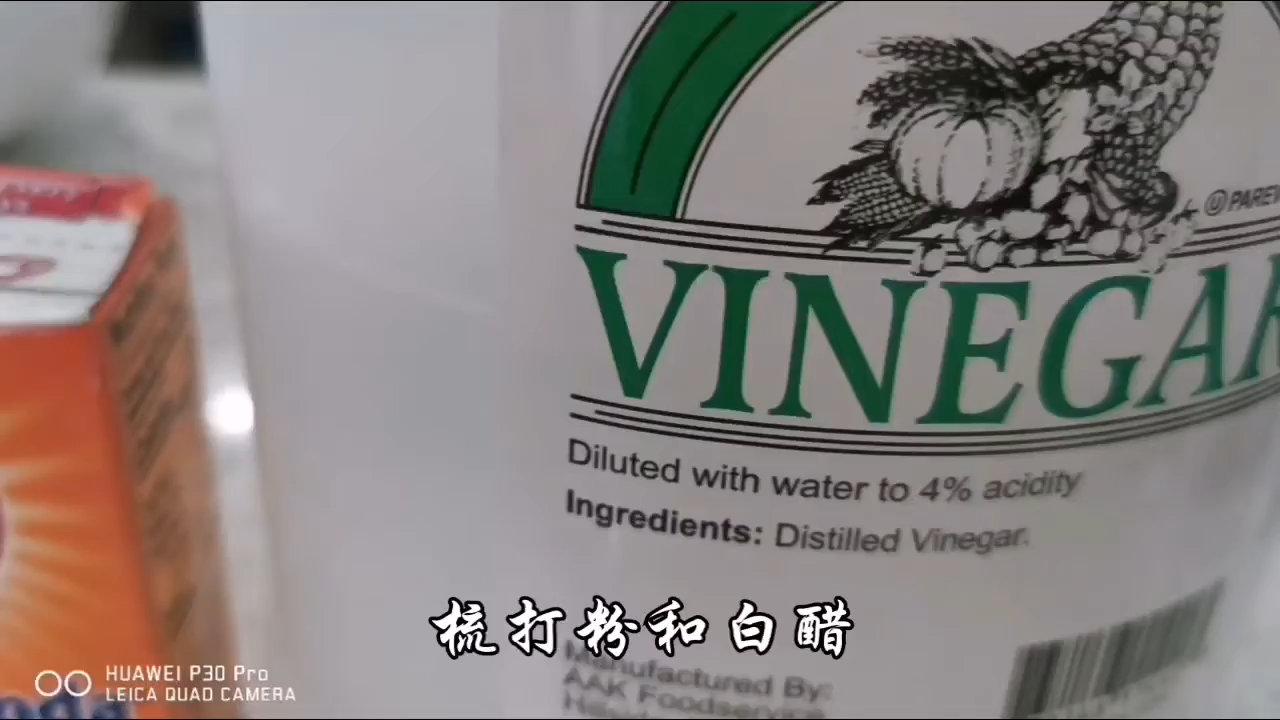 Ⓤ PAREV
VINEGAR
Diluted with water to 4% acidity
Ingredients: Distilled Vinegar.
梳打粉和白醋
Manufactured By:
AAK Foodservice
HUAWEI P30 Pro
LEICA QUAD CAMERA